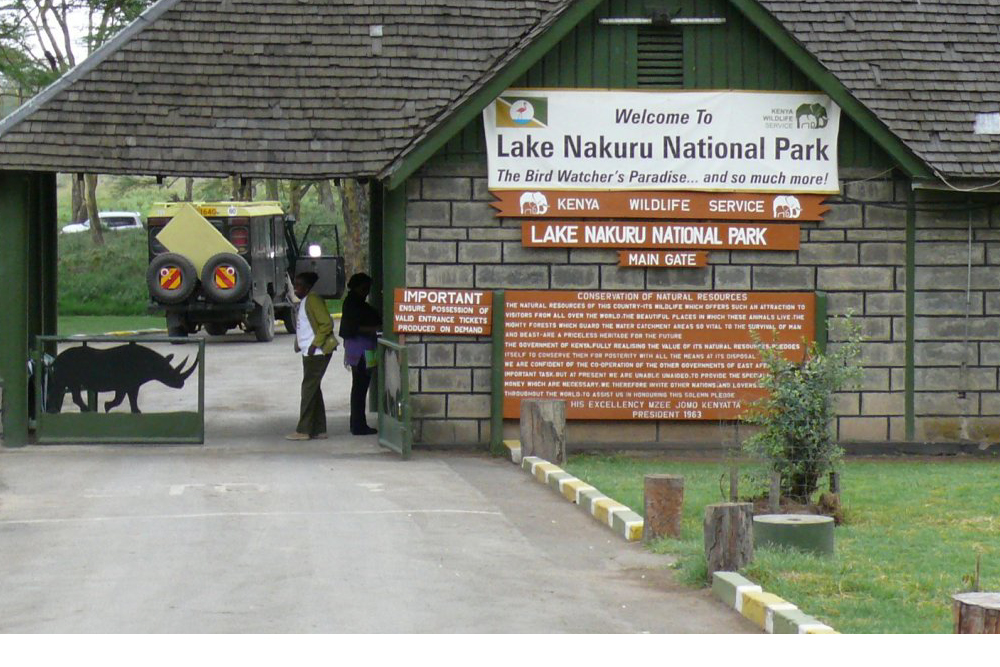 Welcome To
KENYA
WILDLIFE
SERVICE
Lake Nakuru National Park
The Bird Watcher's Paradise... and so much more!
KENYA WILDLIFE SERVICE
LAKE NAKURU NATIONAL PARK
MAIN GATE
IMPORTANT
ENSURE POSSESSION OF
VALID ENTRANCE TICKETS
PRODUCED ON DEMAND
CONSERVATION OF NATURAL RESOURCES
THE NATURAL RESOURCES OF THIS COUNTRY-ITS WILDLIFE WHICH OFFERS SUCH AN ATTRACTION TO
VISITORS FROM ALL OVER THE WORLD.THE BEAUTIFUL PLACES IN WHICH THESE ANIMALS LIVE.THE
MIGHTY FORESTS WHICH GUARD THE WATER CATCHMENT AREAS SO VITAL TO THE SURVIVAL OF MAN
AND BEAST-ARE A PRICELESS HERITAGE FOR THE FUTURE
THE GOVERNMENT OF KENYA.FULLY REALISING THE VALUE OF ITS NATURAL RESOURCES.PLEDGES
ITSELF TO CONSERVE THEM FOR POSTERITY WITH ALL THE MEANS AT ITS DISPOSAL
WE ARE CONFIDENT OF THE CO-OPERATION OF THE OTHER GOVERNMENTS OF EAST
IMPORTANT TASK.BUT AT PRESENT WE ARE UNABLE UNAIDED.TO PROVIDE THE
MONEY WHICH ARE NECESSARY.WE THEREFORE INVITE OTHER NATIONS.AND LOVERS
THROUGHOUT THE WORLD.TO ASSIST US IN HONOURING THIS SOLEMN PLEDGE
HIS EXCELLENCY MZEE JOMO KENYATTA
PRESIDENT 1963